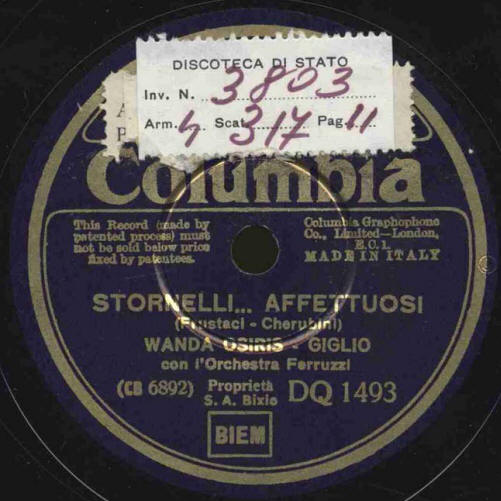 DISCOTECA DI STATO
Inv. N. 3803
Arm. 4 Scat. 317 Pag. 11
Columbia
This Record (made by
patented process) must
not be sold below price
fixed by patentees.
Columbia Graphophone
Co., Limited—London,
E.C.1.
MADE IN ITALY
STORNELLI... AFFETTUOSI
(Frustaci - Cherubini)
WANDA OSIRIS - GIGLIO
con l'Orchestra Ferruzzi
(CB 6892) Proprietà
S. A. Bixio DQ 1493
BIEM